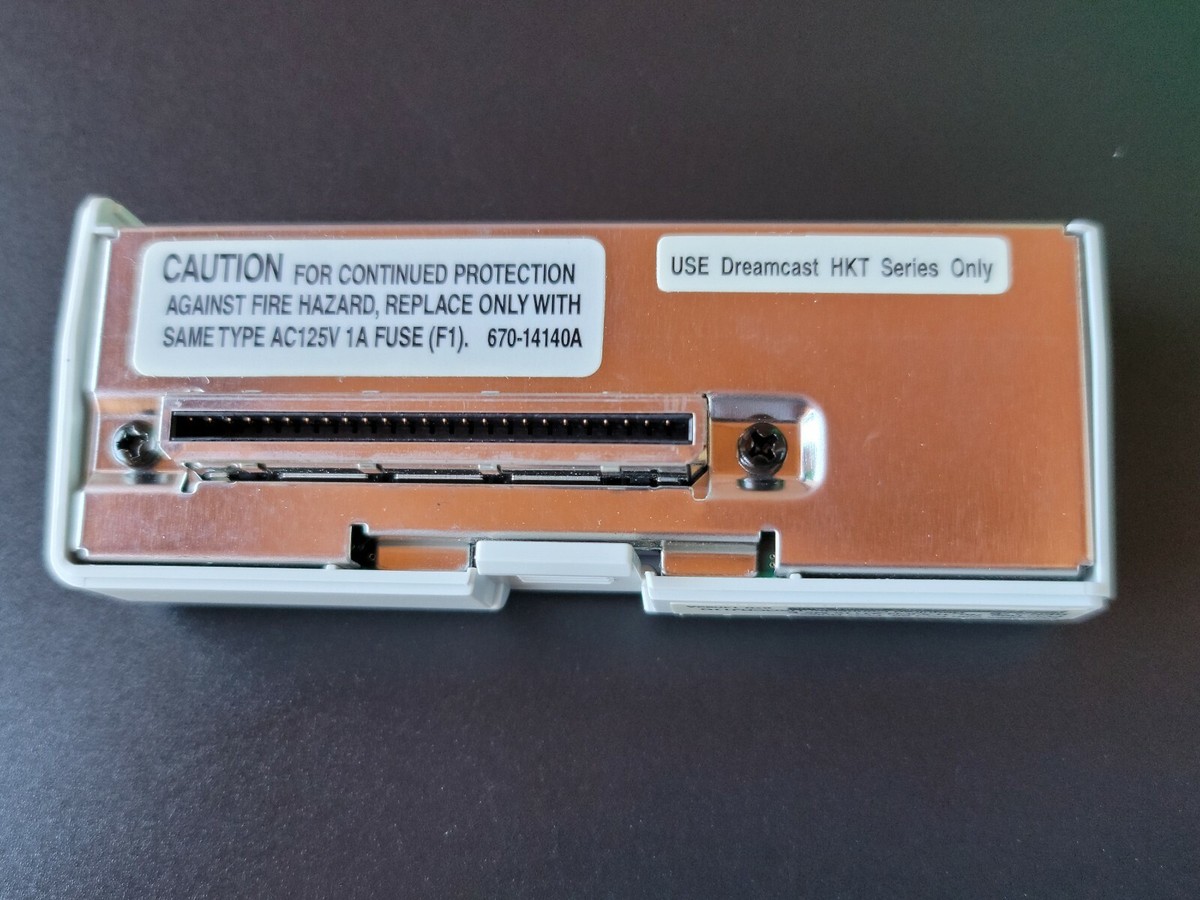 CAUTION FOR CONTINUED PROTECTION
AGAINST FIRE HAZARD, REPLACE ONLY WITH
SAME TYPE AC125V 1A FUSE (F1). 670-14140A
USE Dreamcast HKT Series Only